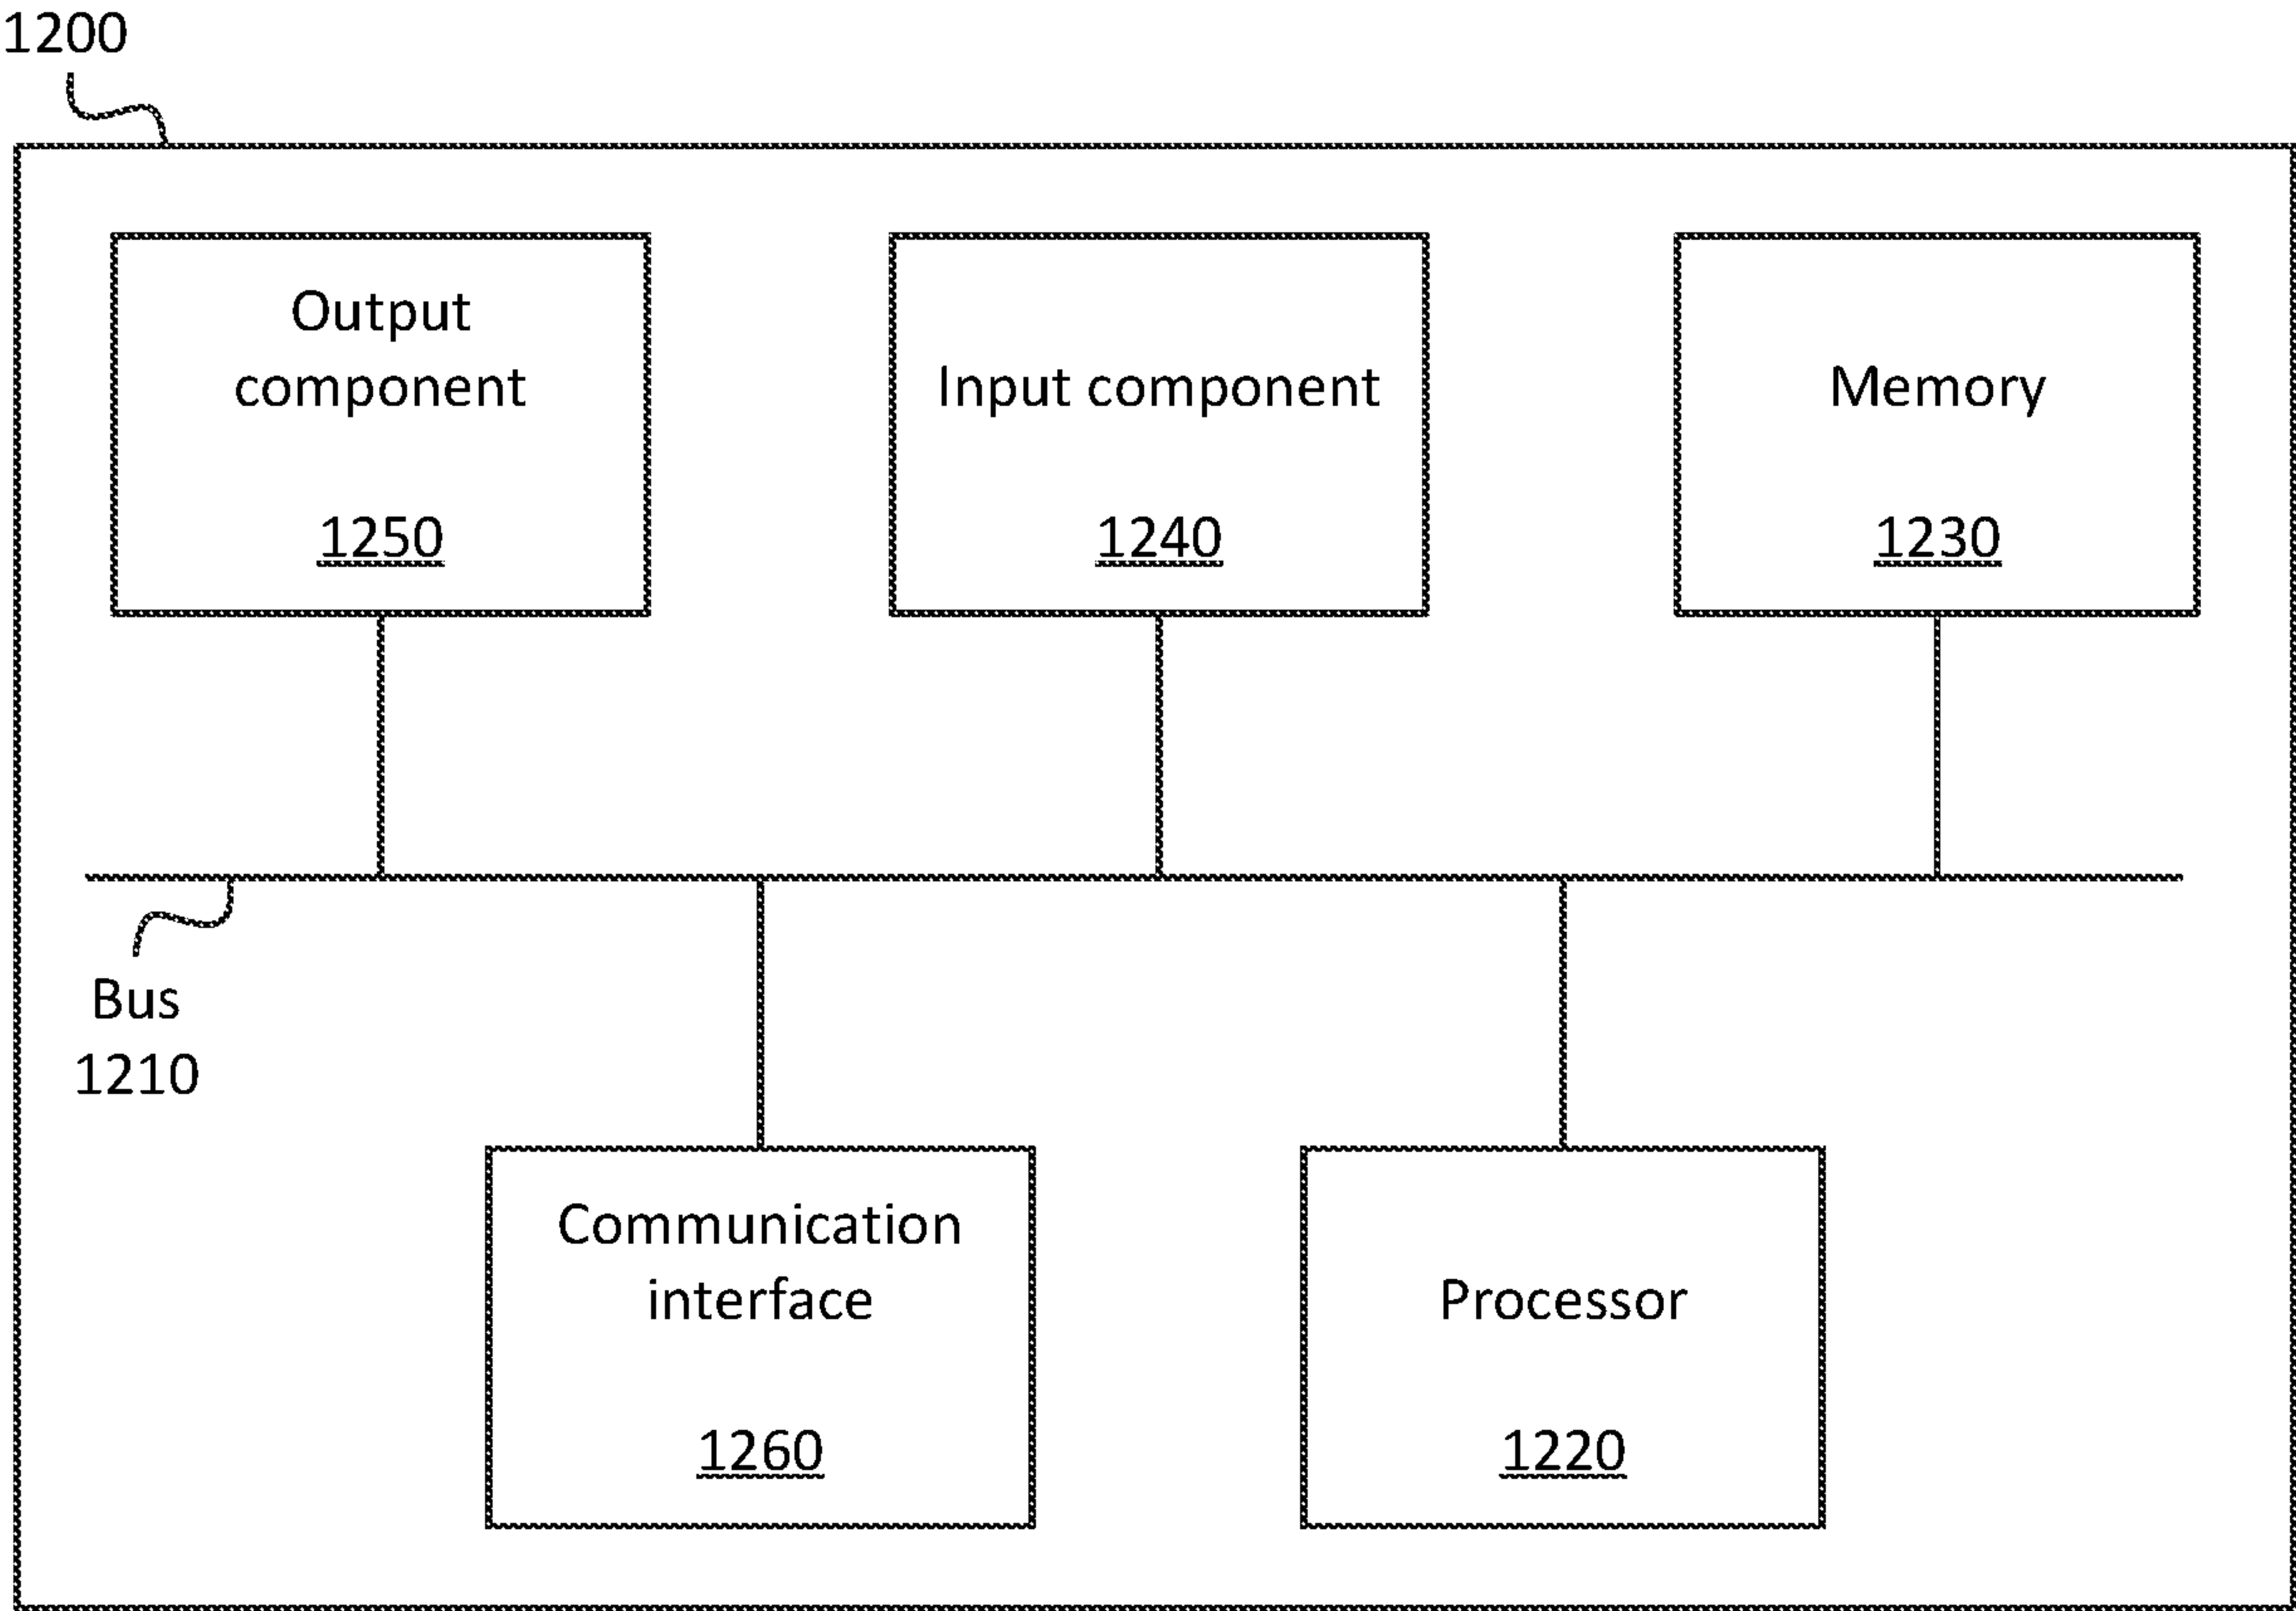 1200
Output
component
1250
Input component
1240
Memory
1230
Bus
1210
Communication
interface
1260
Processor
1220